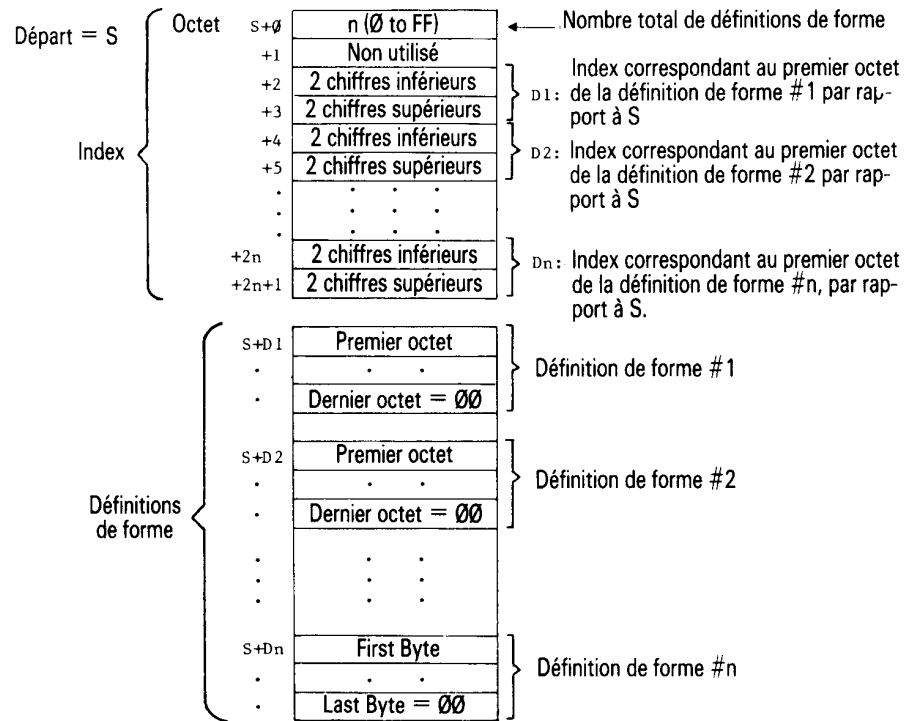 Départ = S
Octet S+Ø n (Ø to FF) Nombre total de définitions de forme
+1 Non utilisé
+2 2 chiffres inférieurs
+3 2 chiffres supérieurs
D1: Index correspondant au premier octet
de la définition de forme #1 par rap-
port à S
Index
+4 2 chiffres inférieurs
+5 2 chiffres supérieurs
D2: Index correspondant au premier octet
de la définition de forme #2 par rap-
port à S
. . . .
. . . .
. . . .
+2n 2 chiffres inférieurs
+2n+1 2 chiffres supérieurs
Dn: Index correspondant au premier octet
de la définition de forme #n, par rap-
port à S.
Définitions
de forme
S+D1 Premier octet
. . .
. Dernier octet = ØØ
Définition de forme #1
S+D2 Premier octet
. . .
. Dernier octet = ØØ
Définition de forme #2
. . .
. . .
. . .
S+Dn First Byte
. . .
. Last Byte = ØØ
Définition de forme #n